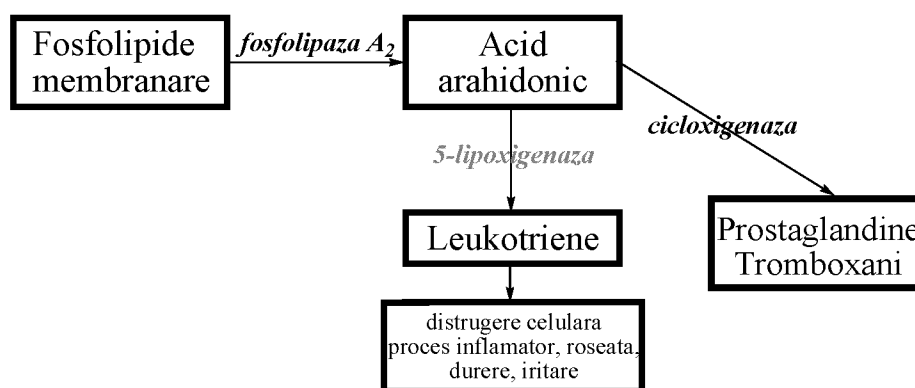 Fosfolipide
membranare
fosfolipaza A2
Acid
arahidonic
cicloxigenaza
5-lipoxigenaza
Leukotriene
Prostaglandine
Tromboxani
distrugere celulara
proces inflamator, roseata,
durere, iritare